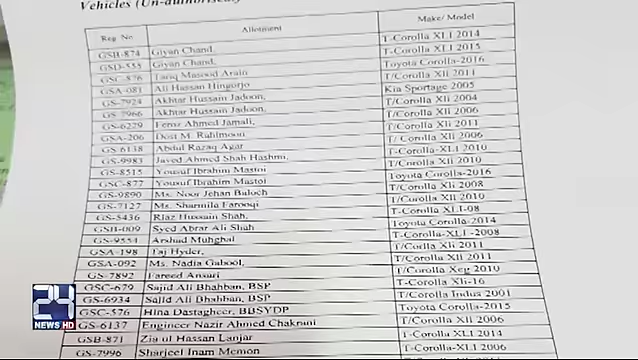 Vehicles (Un-authorised)
Reg. No Allotment Make/ Model
GSB-874 Giyan Chand, T-Corolla XLI 2014
GSD-555 Giyan Chand, T-Corolla XLI 2015
GSC-876 Tariq Masood Arain Toyota Corolla-2016
GSA-081 Ali Hassan Hingorjo T/Corolla Xli 2011
GS-7924 Akhtar Hussain Jadoon, Kia Sportage 2005
GS-7966 Akhtar Hussain Jadoon, T/Corolla Xli 2004
GS-6229 Feroz Ahmed Jamali, T/Corolla XLi 2006
GSA-206 Dost M. Rahimoon T/Corolla Xli 2011
GS-6138 Abdul Razaq Agar T/Corolla XLi 2006
GS-9983 Javed Ahmed Shah Hashmi, T-Corolla-XLI 2010
GS-8515 Yousuf Ibrahim Mastoi T/Corolla Xli 2010
GSC-877 Yousuf Ibrahim Mastoi Toyota Corolla-2016
GS-9890 Ms. Noor Jehan Baloch T/Corolla Xli 2008
GS-7127 Ms. Sharmila Farooqi T/Corolla Xli 2010
GS-5436 Riaz Hussain Shah, T-Corolla XLI-08
GSB-009 Syed Abrar Ali Shah Toyota Corolla-2014
GS-9554 Arshad Mughbal T-Corolla-XLI -2008
GSA-198 Taj Hyder, T/Corlla Xli 2011
GSA-092 Ms. Nadia Gabool, T/Corlla Xli 2011
GS-7892 Fareed Ansari T/Corolla Xeg 2010
GSC-679 Sajid Ali Bhahban, BSP T-Corolla Xli-16
GS-6934 Sajid Ali Bhahban, BSP T/Corolla Indus 2001
GSC-576 Hina Dastagheer, BBSYDP Toyota Corolla-2015
GS-6137 Engineer Nazir Ahmed Chakrani T/Corolla XLi 2006
GSB-871 Zia ul Hassan Lanjar T-Corolla XLI 2014
GS-7996 Sharjeel Inam Memon T-Corolla XLi 2006
24
NEWS HD